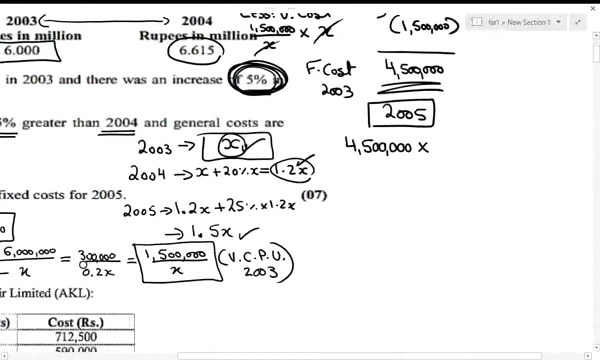 far1 > New Section 1
2003 2004
es in million Rupees in million
6.000 6.615
1,500,000 / x × x
(1,500,000)
in 2003 and there was an increase of 5% in
F. Cost 4,500,000
2003
2005
5% greater than 2004 and general costs are
2003 → x
4,500,000 x
2004 → x + 20% x = 1.2x
fixed costs for 2005. (07)
2005 → 1.2x + 25% x 1.2x
→ 1.5x
6,000,000 / x = 300,000 / 0.2x = 1,500,000 / x (V.C.P.U. 2003)
ir Limited (AKL):
s) Cost (Rs.)
712,500
590,000